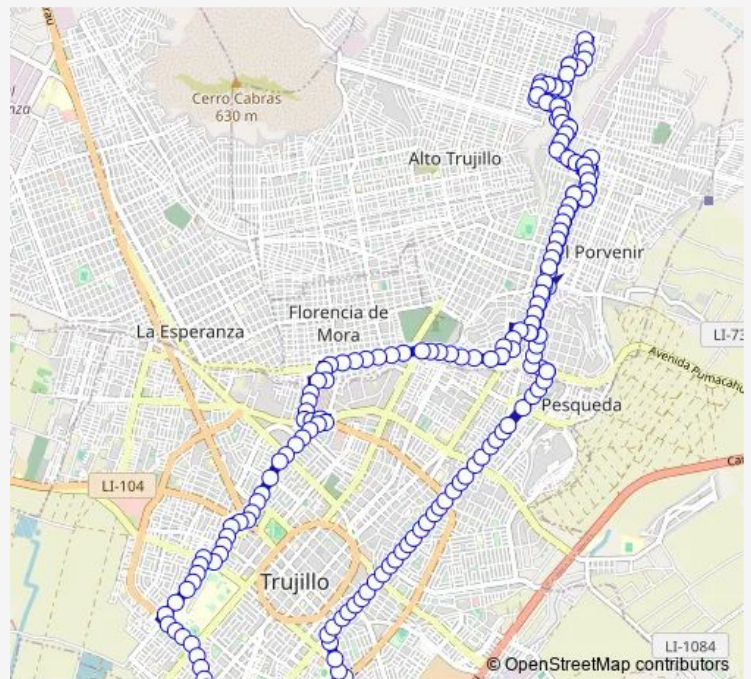 Cerro Cabras
630 m
Alto Trujillo
l Porvenir
Florencia de
Mora
La Esperanza
LI-73
Avenida Pumacahu
Pesqueda
LI-104
Trujillo
LI-1084
© OpenStreetMap contributors